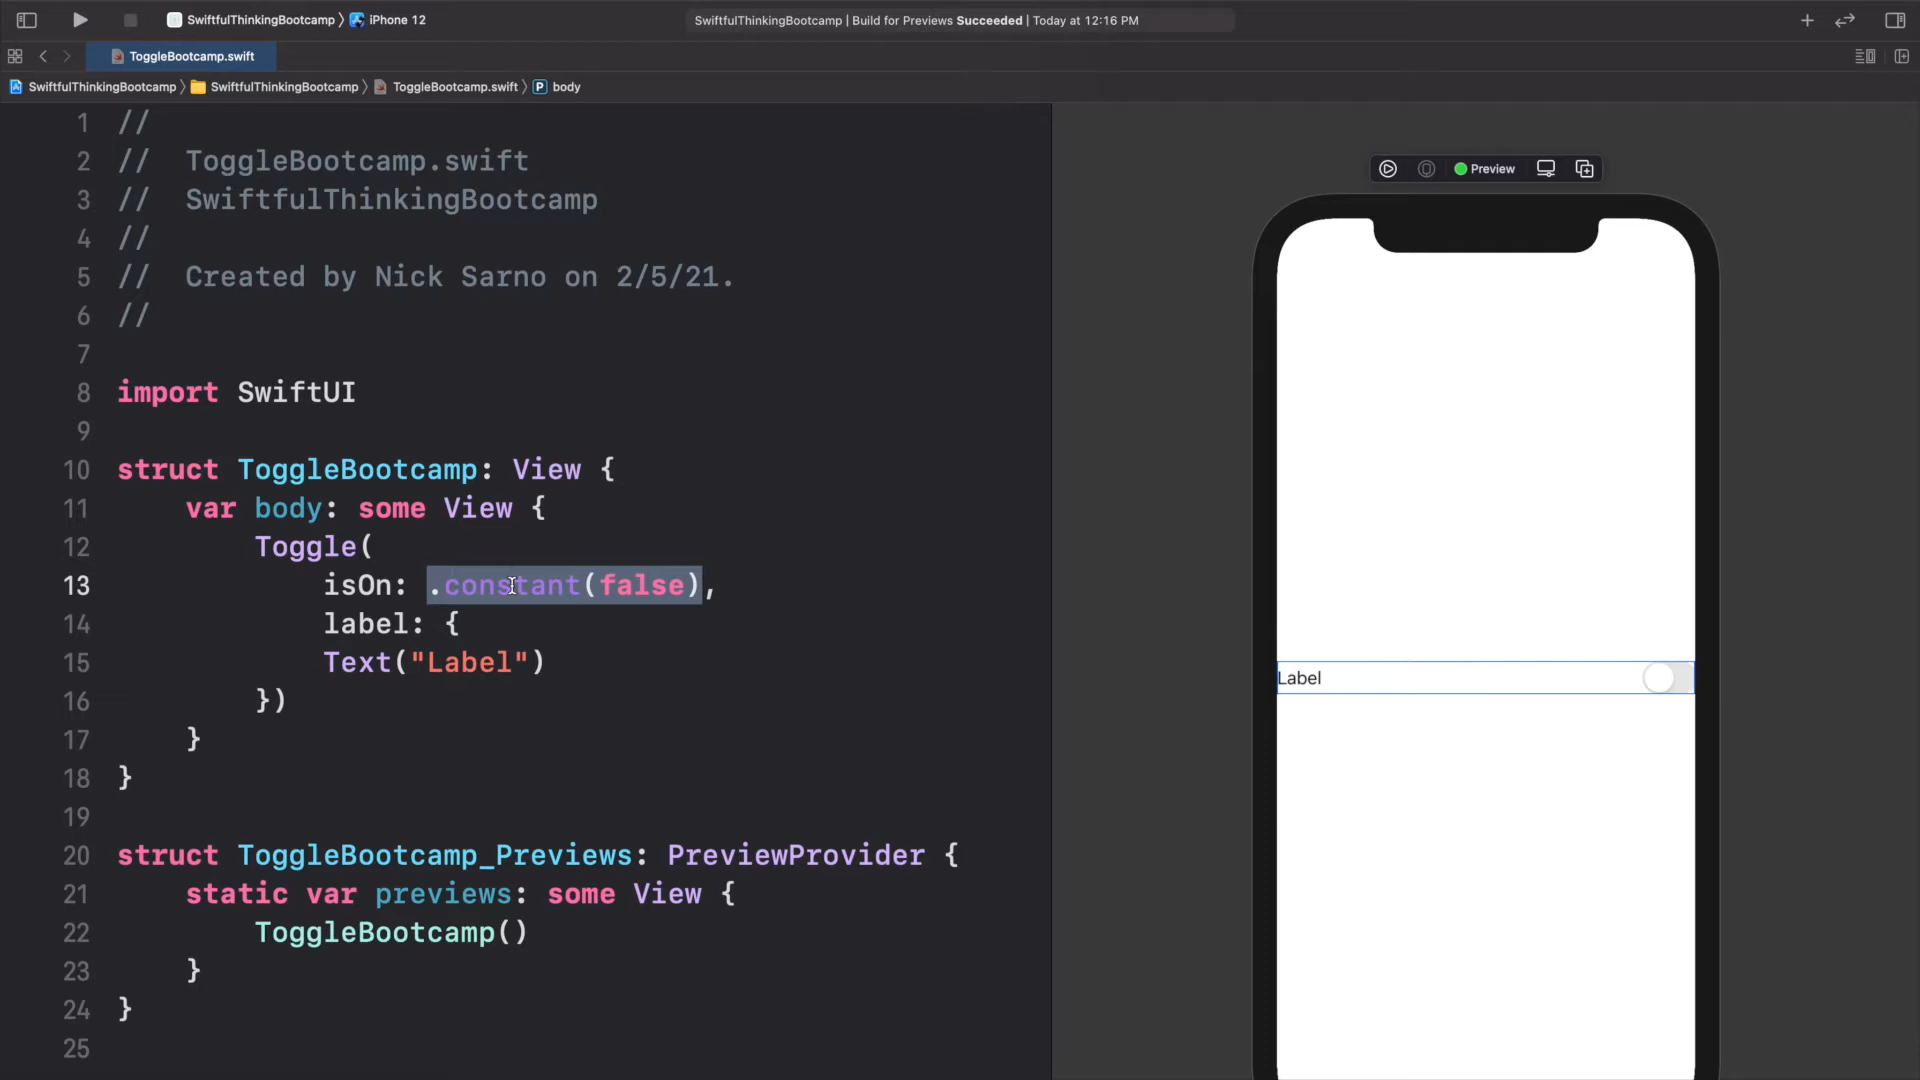 SwiftfulThinkingBootcamp 〉 iPhone 12
SwiftfulThinkingBootcamp | Build for Previews Succeeded | Today at 12:16 PM
ToggleBootcamp.swift
SwiftfulThinkingBootcamp 〉 SwiftfulThinkingBootcamp 〉 ToggleBootcamp.swift 〉 P body
1 //
2 //  ToggleBootcamp.swift
3 //  SwiftfulThinkingBootcamp
4 //
5 //  Created by Nick Sarno on 2/5/21.
6 //
7
8 import SwiftUI
9
10 struct ToggleBootcamp: View {
11     var body: some View {
12         Toggle(
13             isOn: .constant(false),
14             label: {
15             Text("Label")
16         })
17     }
18 }
19
20 struct ToggleBootcamp_Previews: PreviewProvider {
21     static var previews: some View {
22         ToggleBootcamp()
23     }
24 }
25
Preview
Label